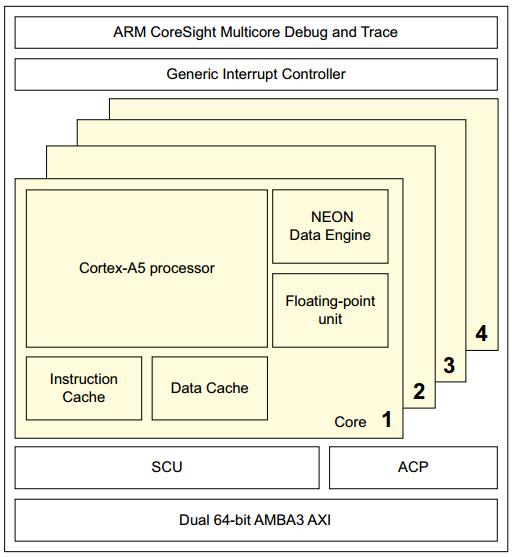 ARM CoreSight Multicore Debug and Trace
Generic Interrupt Controller
Cortex-A5 processor
NEON
Data Engine
Floating-point
unit
Instruction
Cache
Data Cache
Core 1
2
3
4
SCU
ACP
Dual 64-bit AMBA3 AXI